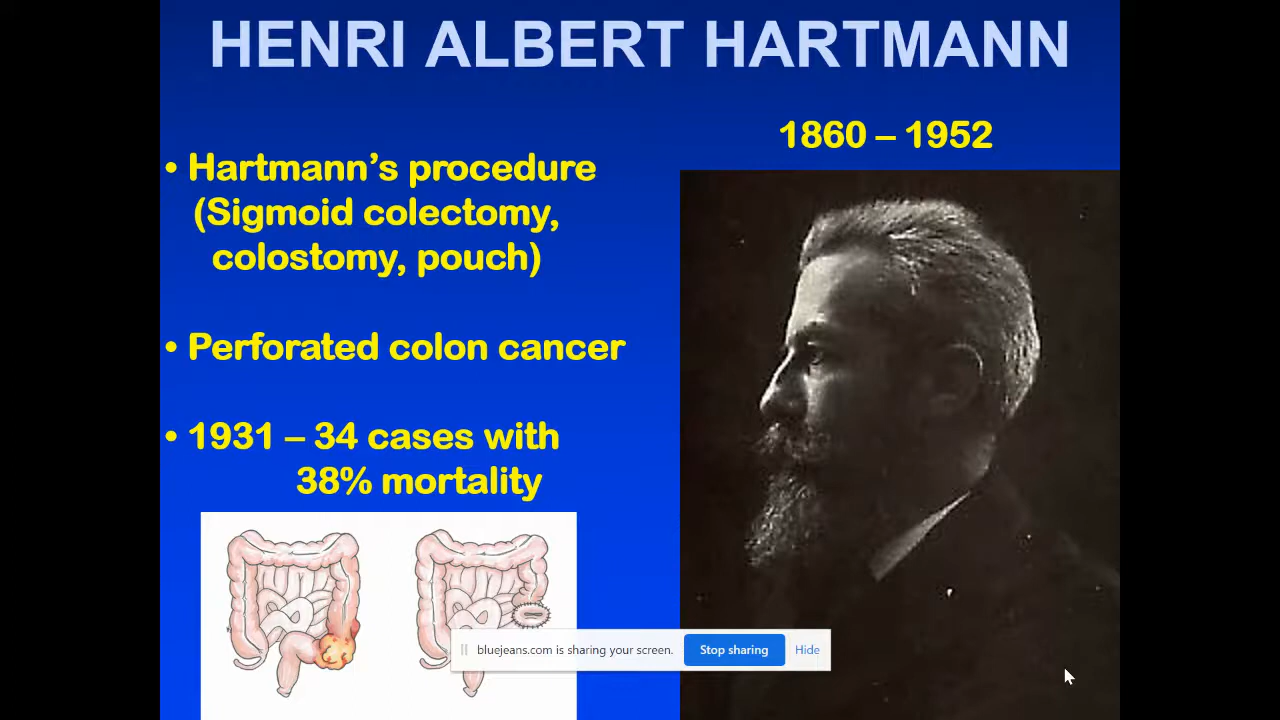 HENRI ALBERT HARTMANN
1860 – 1952
• Hartmann’s procedure
(Sigmoid colectomy,
colostomy, pouch)
• Perforated colon cancer
• 1931 – 34 cases with
38% mortality
bluejeans.com is sharing your screen.
Stop sharing
Hide